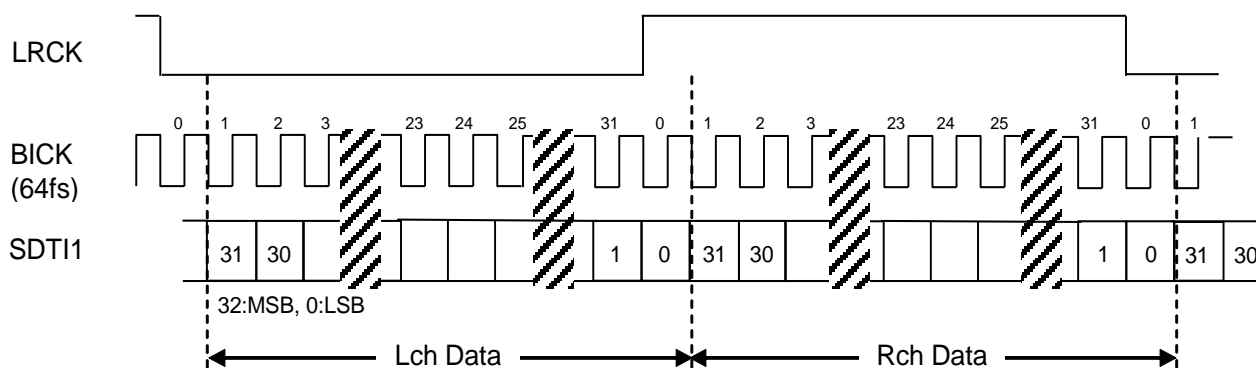 LRCK
0 1 2 3 23 24 25 31 0 1 2 3 23 24 25 31 0 1
BICK
(64fs)
SDTI1
31 30 1 0 31 30 1 0 31 30
32:MSB, 0:LSB
Lch Data Rch Data